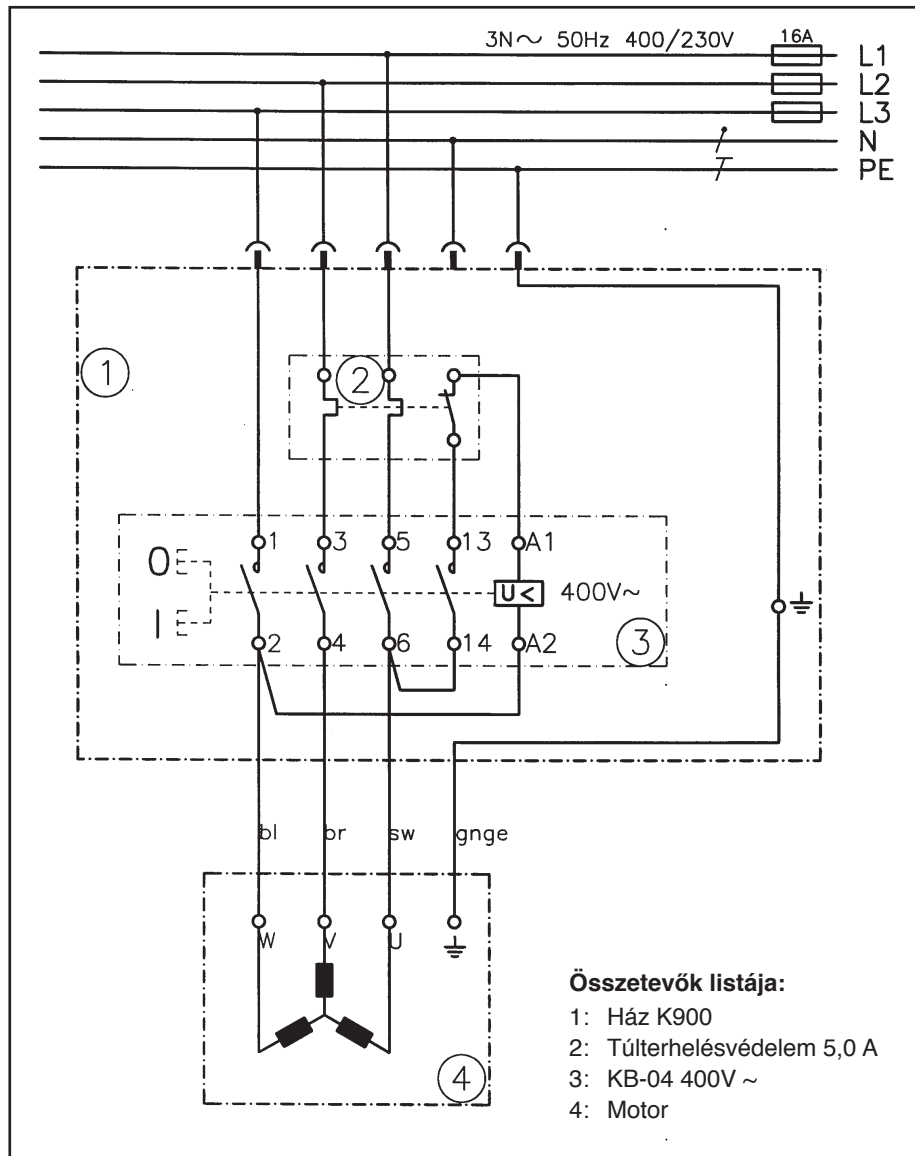 3N~ 50Hz 400/230V 16A L1
L2
L3
N
PE
1
2
1 3 5 13 A1
0
U< 400V~
I
2 4 6 14 A2
3
bl br sw gnge
W V U
4
Összetevők listája:
1: Ház K900
2: Túlterhelésvédelem 5,0 A
3: KB-04 400V ~
4: Motor